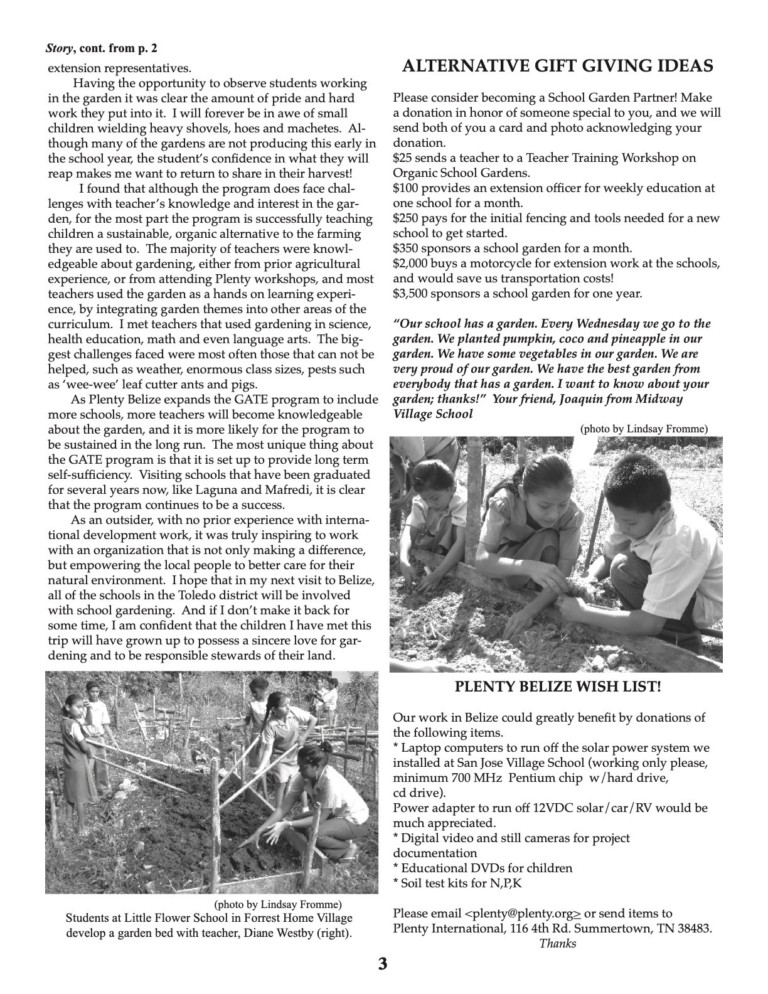 Story, cont. from p. 2
extension representatives.
Having the opportunity to observe students working
in the garden it was clear the amount of pride and hard
work they put into it.  I will forever be in awe of small
children wielding heavy shovels, hoes and machetes.  Al-
though many of the gardens are not producing this early in
the school year, the student's confidence in what they will
reap makes me want to return to share in their harvest!
I found that although the program does face chal-
lenges with teacher's knowledge and interest in the gar-
den, for the most part the program is successfully teaching
children a sustainable, organic alternative to the farming
they are used to.  The majority of teachers were knowl-
edgeable about gardening, either from prior agricultural
experience, or from attending Plenty workshops, and most
teachers used the garden as a hands on learning experi-
ence, by integrating garden themes into other areas of the
curriculum.  I met teachers that used gardening in science,
health education, math and even language arts.  The big-
gest challenges faced were most often those that can not be
helped, such as weather, enormous class sizes, pests such
as 'wee-wee' leaf cutter ants and pigs.
As Plenty Belize expands the GATE program to include
more schools, more teachers will become knowledgeable
about the garden, and it is more likely for the program to
be sustained in the long run.  The most unique thing about
the GATE program is that it is set up to provide long term
self-sufficiency.  Visiting schools that have been graduated
for several years now, like Laguna and Mafredi, it is clear
that the program continues to be a success.
As an outsider, with no prior experience with interna-
tional development work, it was truly inspiring to work
with an organization that is not only making a difference,
but empowering the local people to better care for their
natural environment.  I hope that in my next visit to Belize,
all of the schools in the Toledo district will be involved
with school gardening.  And if I don't make it back for
some time, I am confident that the children I have met this
trip will have grown up to possess a sincere love for gar-
dening and to be responsible stewards of their land.
(photo by Lindsay Fromme)
Students at Little Flower School in Forrest Home Village
develop a garden bed with teacher, Diane Westby (right).
ALTERNATIVE GIFT GIVING IDEAS
Please consider becoming a School Garden Partner! Make
a donation in honor of someone special to you, and we will
send both of you a card and photo acknowledging your
donation.
$25 sends a teacher to a Teacher Training Workshop on
Organic School Gardens.
$100 provides an extension officer for weekly education at
one school for a month.
$250 pays for the initial fencing and tools needed for a new
school to get started.
$350 sponsors a school garden for a month.
$2,000 buys a motorcycle for extension work at the schools,
and would save us transportation costs!
$3,500 sponsors a school garden for one year.
"Our school has a garden. Every Wednesday we go to the
garden. We planted pumpkin, coco and pineapple in our
garden. We have some vegetables in our garden. We are
very proud of our garden. We have the best garden from
everybody that has a garden. I want to know about your
garden; thanks!"  Your friend, Joaquin from Midway
Village School
(photo by Lindsay Fromme)
PLENTY BELIZE WISH LIST!
Our work in Belize could greatly benefit by donations of
the following items.
* Laptop computers to run off the solar power system we
installed at San Jose Village School (working only please,
minimum 700 MHz  Pentium chip  w/hard drive,
cd drive).
Power adapter to run off 12VDC solar/car/RV would be
much appreciated.
* Digital video and still cameras for project
documentation
* Educational DVDs for children
* Soil test kits for N,P,K
Please email <plenty@plenty.org≥ or send items to
Plenty International, 116 4th Rd. Summertown, TN 38483.
Thanks
3